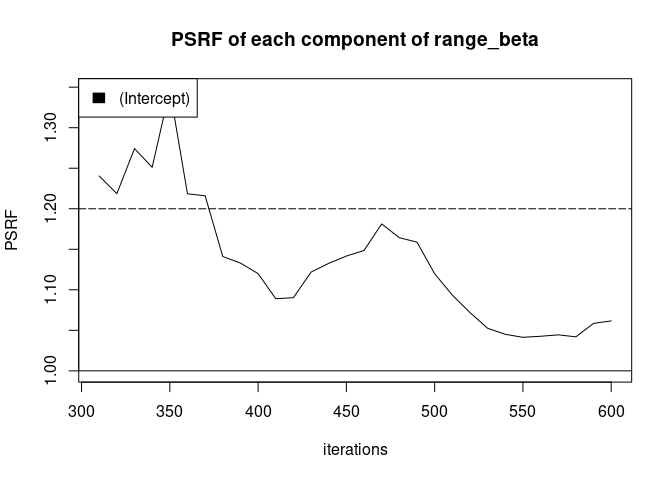 PSRF of each component of range_beta
(Intercept)
PSRF
1.30
1.20
1.10
1.00
300 350 400 450 500 550 600
iterations